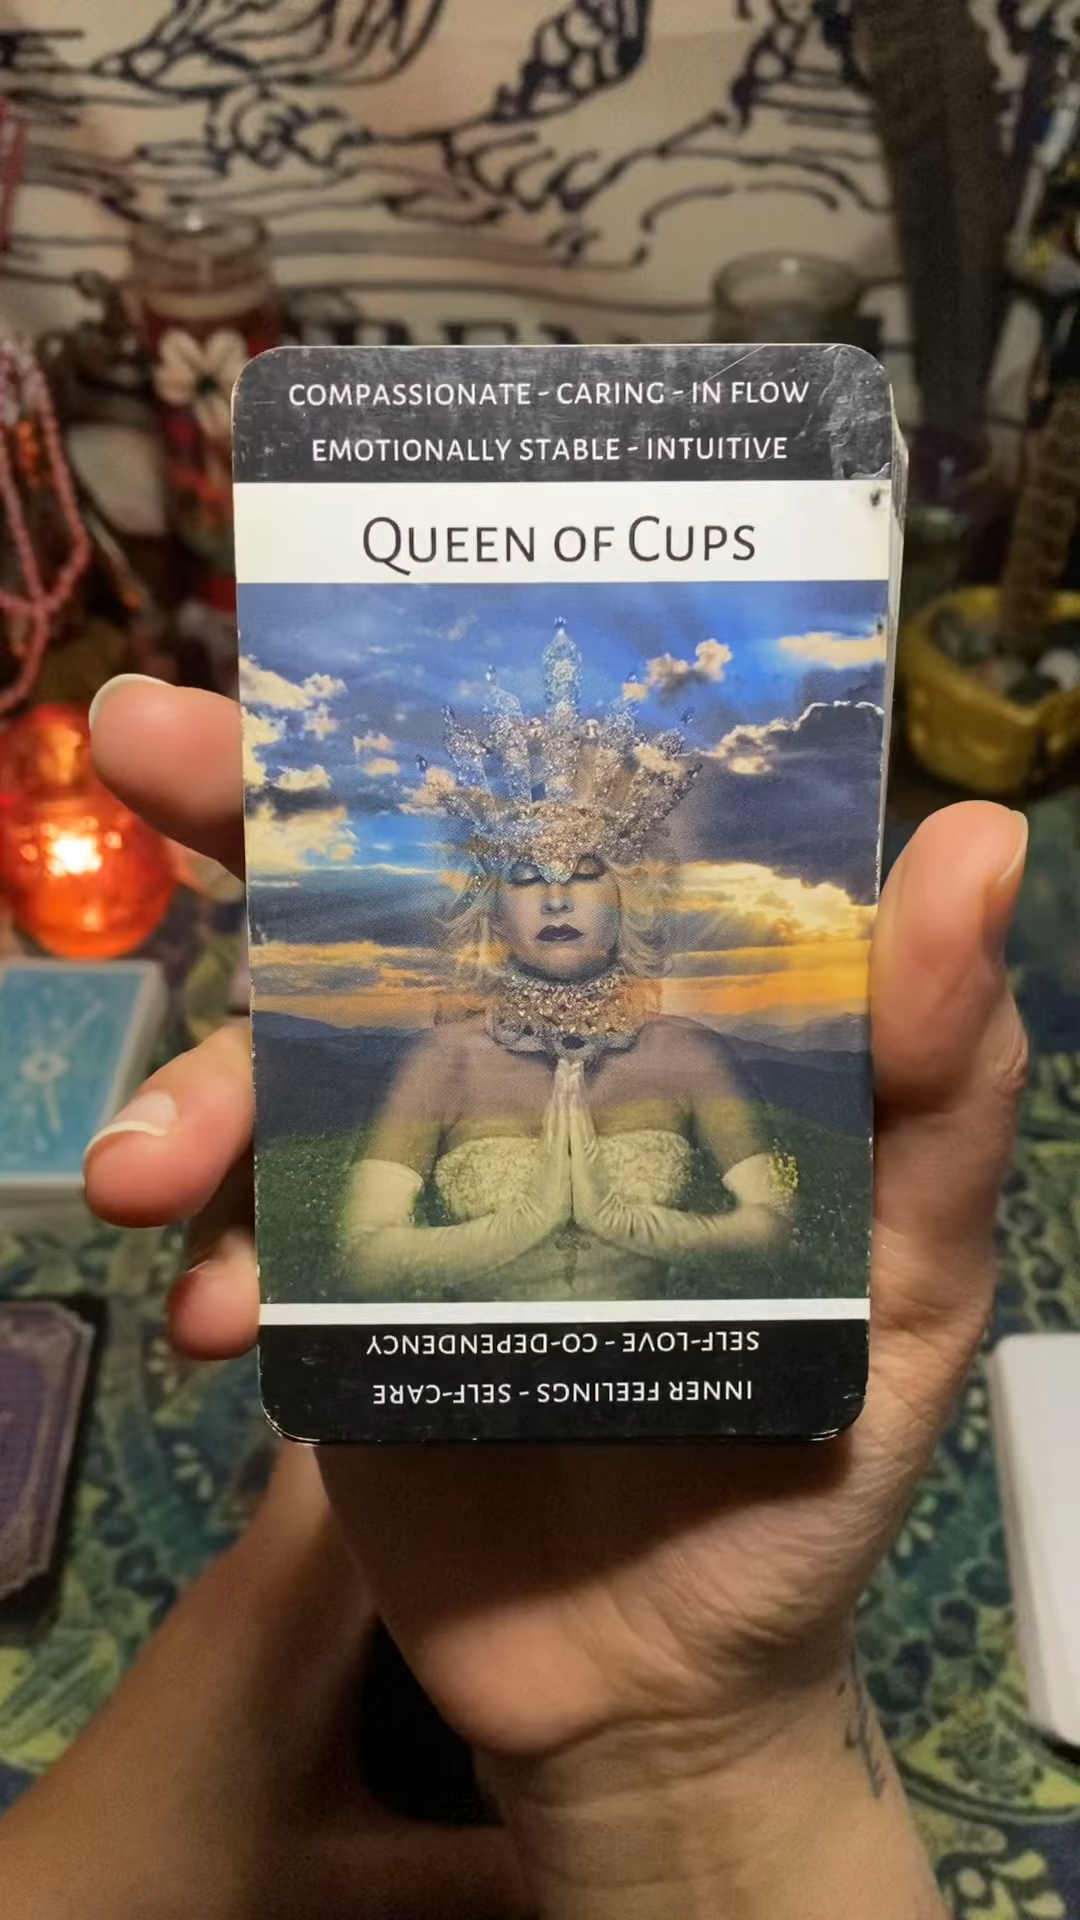 COMPASSIONATE - CARING - IN FLOW
EMOTIONALLY STABLE - INTUITIVE
QUEEN OF CUPS
INNER FEELINGS - SELF-CARE
SELF-LOVE - CO-DEPENDENCY